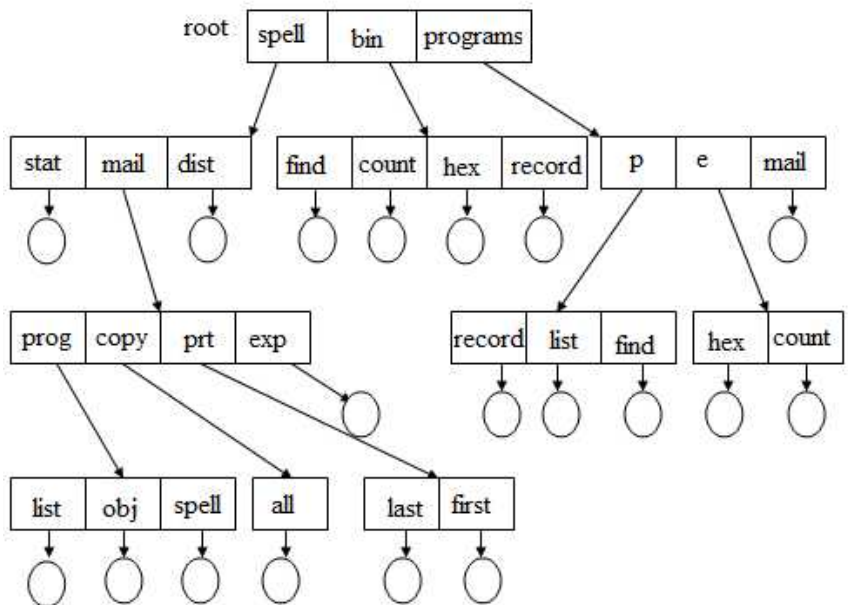 root spell bin programs
stat mail dist find count hex record p e mail
prog copy prt exp record list find hex count
list obj spell all last first